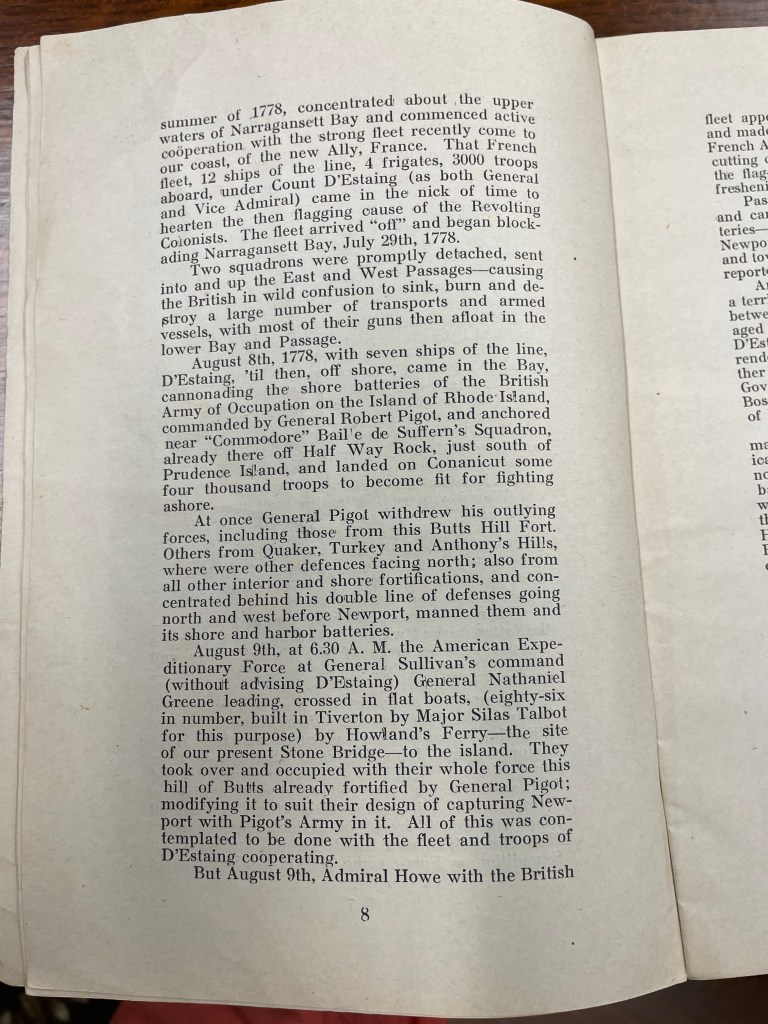 summer of 1778, concentrated about the upper
waters of Narragansett Bay and commenced active
coöperation with the strong fleet recently come to
our coast, of the new Ally, France. That French
fleet, 12 ships of the line, 4 frigates, 3000 troops
aboard, under Count D'Estaing (as both General
and Vice Admiral) came in the nick of time to
hearten the then flagging cause of the Revolting
Colonists. The fleet arrived "off" and began block-
ading Narragansett Bay, July 29th, 1778.
Two squadrons were promptly detached, sent
into and up the East and West Passages—causing
the British in wild confusion to sink, burn and de-
stroy a large number of transports and armed
vessels, with most of their guns then afloat in the
lower Bay and Passage.
August 8th, 1778, with seven ships of the line,
D'Estaing, 'til then, off shore, came in the Bay,
cannonading the shore batteries of the British
Army of Occupation on the Island of Rhode Island,
commanded by General Robert Pigot, and anchored
near "Commodore" Bail'e de Suffern's Squadron,
already there off Half Way Rock, just south of
Prudence Island, and landed on Conanicut some
four thousand troops to become fit for fighting
ashore.
At once General Pigot withdrew his outlying
forces, including those from this Butts Hill Fort.
Others from Quaker, Turkey and Anthony's Hills,
where were other defences facing north; also from
all other interior and shore fortifications, and con-
centrated behind his double line of defenses going
north and west before Newport, manned them and
its shore and harbor batteries.
August 9th, at 6.30 A. M. the American Expe-
ditionary Force at General Sullivan's command
(without advising D'Estaing) General Nathaniel
Greene leading, crossed in flat boats, (eighty-six
in number, built in Tiverton by Major Silas Talbot
for this purpose) by Howland's Ferry—the site
of our present Stone Bridge—to the island. They
took over and occupied with their whole force this
hill of Butts already fortified by General Pigot;
modifying it to suit their design of capturing New-
port with Pigot's Army in it. All of this was con-
templated to be done with the fleet and troops of
D'Estaing coöperating.
But August 9th, Admiral Howe with the British
8
fleet
and made
French A
cutting
the flag
fresheni
Pas
and ca
teries—
Newpo
and to
report
A
a terri
betwe
aged
D'Est
rend
ther
Gov
Bos
of
ma
ica
no
b
w
th
H